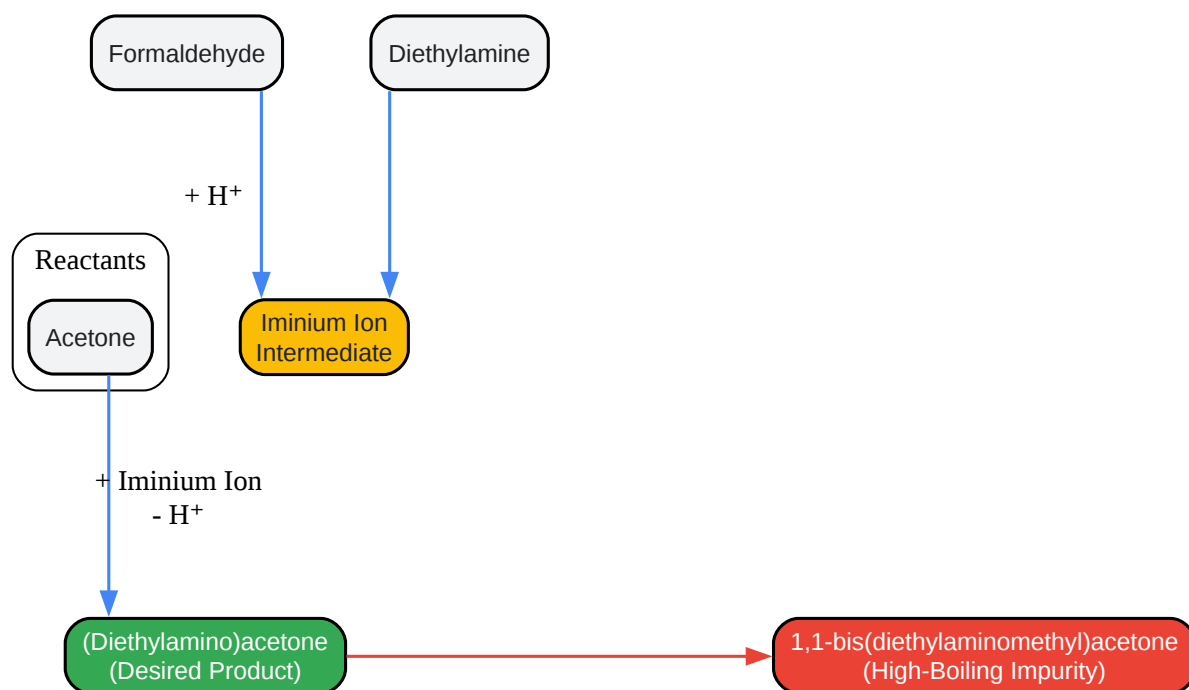 Formaldehyde
Diethylamine
+ H⁺
Reactants
Acetone
Iminium Ion
Intermediate
+ Iminium Ion
- H⁺
(Diethylamino)acetone
(Desired Product)
1,1-bis(diethylaminomethyl)acetone
(High-Boiling Impurity)